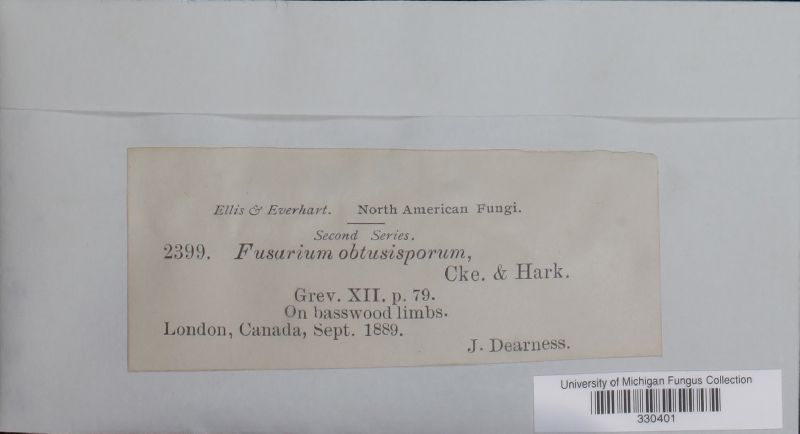 Ellis & Everhart. North American Fungi.
Second Series.
2399. Fusarium obtusisporum,
Cke. & Hark.
Grev. XII. p. 79.
On basswood limbs.
London, Canada, Sept. 1889.
J. Dearness.
University of Michigan Fungus Collection
330401